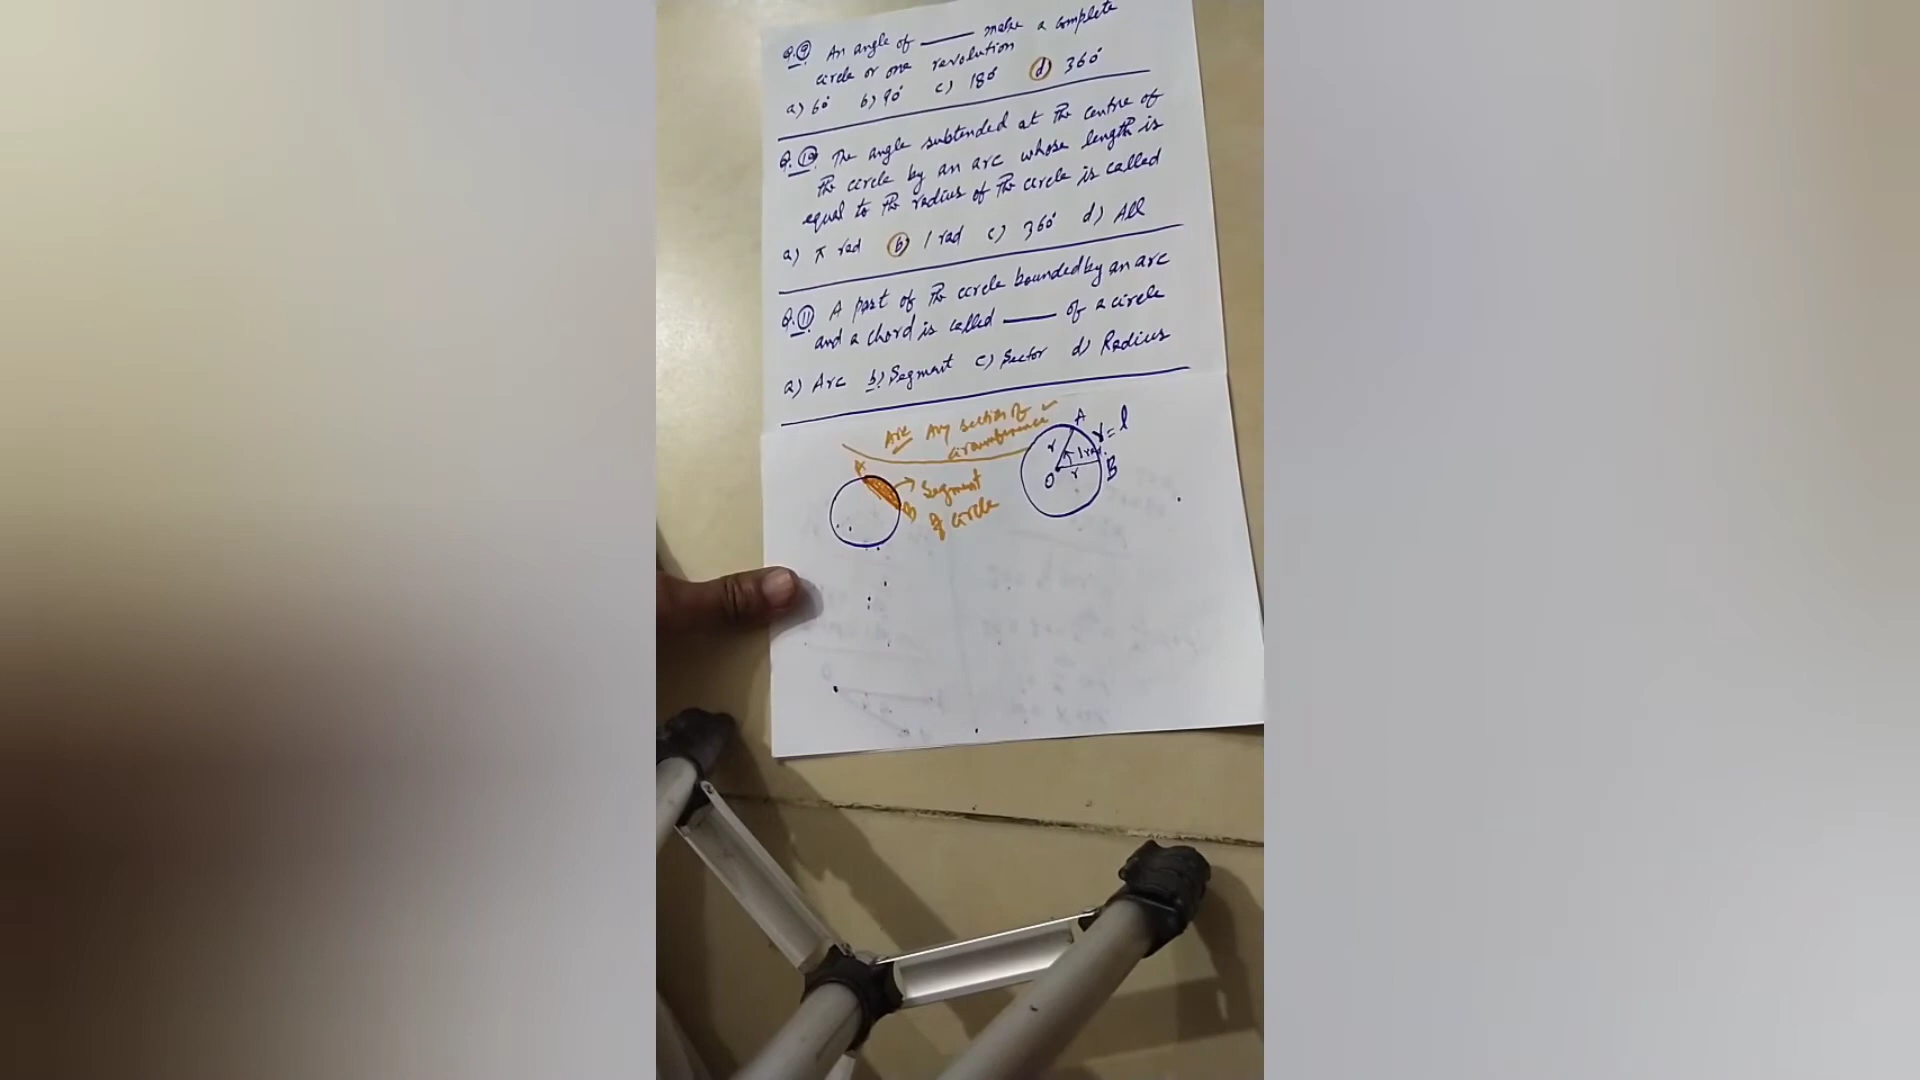 Q.9 An angle of ____ make a complete
circle or one revolution
a) 60° b) 90° c) 180° d) 360°
Q.10. The angle subtended at the centre of
the circle by an arc whose length is
equal to the radius of the circle is called
a) π rad b) 1 rad c) 360° d) All
Q.11 A part of the circle bounded by an arc
and a chord is called ____ of a circle
a) Arc b) Segment c) Sector d) Radius
Arc Any section of
circumference
A
B
Segment
of circle
A
r = l
r
1 rad
O
r
B